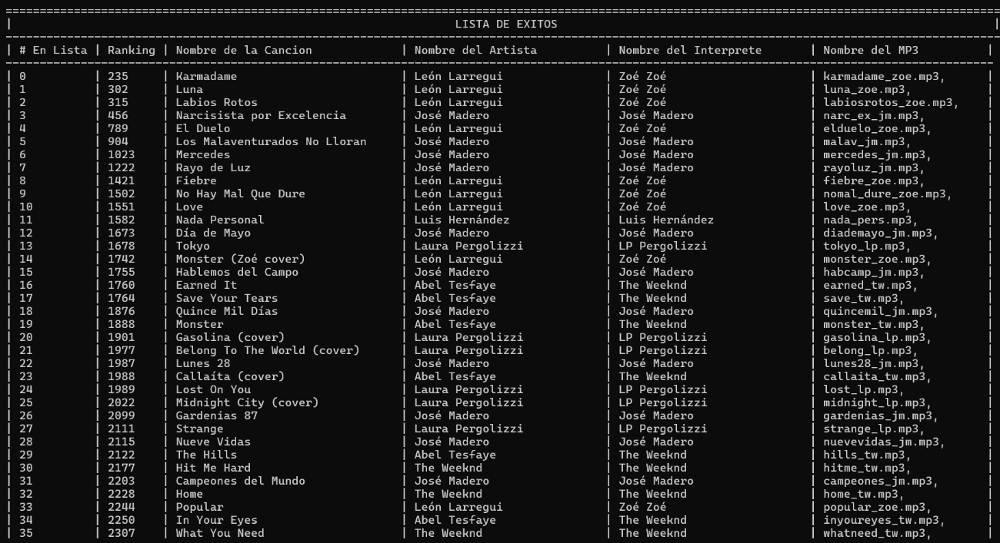 LISTA DE EXITOS
| # En Lista | Ranking | Nombre de la Cancion | Nombre del Artista | Nombre del Interprete | Nombre del MP3 |
| 0 | 235 | Karmadame | León Larregui | Zoé Zoé | karmadame_zoe.mp3, |
| 1 | 302 | Luna | León Larregui | Zoé Zoé | luna_zoe.mp3, |
| 2 | 315 | Labios Rotos | León Larregui | Zoé Zoé | labiosrotos_zoe.mp3, |
| 3 | 456 | Narcisista por Excelencia | José Madero | José Madero | narc_ex_jm.mp3, |
| 4 | 789 | El Duelo | León Larregui | Zoé Zoé | elduelo_zoe.mp3, |
| 5 | 904 | Los Malaventurados No Lloran | José Madero | José Madero | malav_jm.mp3, |
| 6 | 1023 | Mercedes | José Madero | José Madero | mercedes_jm.mp3, |
| 7 | 1222 | Rayo de Luz | José Madero | José Madero | rayoluz_jm.mp3, |
| 8 | 1421 | Fiebre | León Larregui | Zoé Zoé | fiebre_zoe.mp3, |
| 9 | 1502 | No Hay Mal Que Dure | León Larregui | Zoé Zoé | nomal_dure_zoe.mp3, |
| 10 | 1551 | Love | León Larregui | Zoé Zoé | love_zoe.mp3, |
| 11 | 1582 | Nada Personal | Luis Hernández | Luis Hernández | nada_pers.mp3, |
| 12 | 1673 | Día de Mayo | José Madero | José Madero | diademayo_jm.mp3, |
| 13 | 1678 | Tokyo | Laura Pergolizzi | LP Pergolizzi | tokyo_lp.mp3, |
| 14 | 1742 | Monster (Zoé cover) | León Larregui | Zoé Zoé | monster_zoe.mp3, |
| 15 | 1755 | Hablemos del Campo | José Madero | José Madero | habcamp_jm.mp3, |
| 16 | 1760 | Earned It | Abel Tesfaye | The Weeknd | earned_tw.mp3, |
| 17 | 1764 | Save Your Tears | Abel Tesfaye | The Weeknd | save_tw.mp3, |
| 18 | 1876 | Quince Mil Días | José Madero | José Madero | quincemil_jm.mp3, |
| 19 | 1888 | Monster | Abel Tesfaye | The Weeknd | monster_tw.mp3, |
| 20 | 1901 | Gasolina (cover) | Laura Pergolizzi | LP Pergolizzi | gasolina_lp.mp3, |
| 21 | 1977 | Belong To The World (cover) | Laura Pergolizzi | LP Pergolizzi | belong_lp.mp3, |
| 22 | 1987 | Lunes 28 | José Madero | José Madero | lunes28_jm.mp3, |
| 23 | 1988 | Callaíta (cover) | Abel Tesfaye | The Weeknd | callaita_tw.mp3, |
| 24 | 1989 | Lost On You | Laura Pergolizzi | LP Pergolizzi | lost_lp.mp3, |
| 25 | 2022 | Midnight City (cover) | Laura Pergolizzi | LP Pergolizzi | midnight_lp.mp3, |
| 26 | 2099 | Gardenias 87 | José Madero | José Madero | gardenias_jm.mp3, |
| 27 | 2111 | Strange | Laura Pergolizzi | LP Pergolizzi | strange_lp.mp3, |
| 28 | 2115 | Nueve Vidas | José Madero | José Madero | nuevevidas_jm.mp3, |
| 29 | 2122 | The Hills | Abel Tesfaye | The Weeknd | hills_tw.mp3, |
| 30 | 2177 | Hit Me Hard | The Weeknd | The Weeknd | hitme_tw.mp3, |
| 31 | 2203 | Campeones del Mundo | José Madero | José Madero | campeones_jm.mp3, |
| 32 | 2228 | Home | The Weeknd | The Weeknd | home_tw.mp3, |
| 33 | 2244 | Popular | León Larregui | Zoé Zoé | popular_zoe.mp3, |
| 34 | 2250 | In Your Eyes | Abel Tesfaye | The Weeknd | inyoureyes_tw.mp3, |
| 35 | 2307 | What You Need | The Weeknd | The Weeknd | whatneed_tw.mp3, |